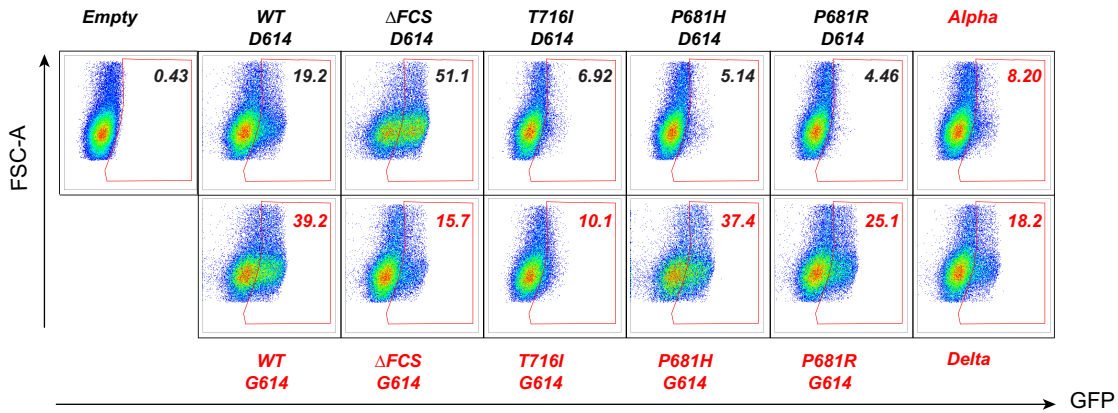 Empty WT ΔFCS T716I P681H P681R Alpha
D614 D614 D614 D614 D614
0.43 19.2 51.1 6.92 5.14 4.46 8.20
FSC-A
39.2 15.7 10.1 37.4 25.1 18.2
WT ΔFCS T716I P681H P681R Delta
G614 G614 G614 G614 G614
GFP